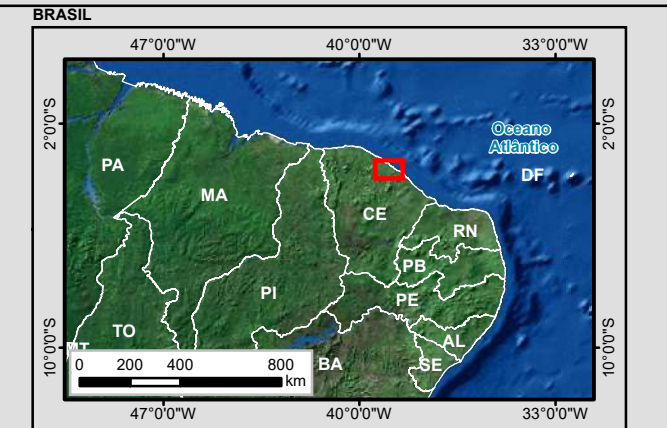 BRASIL
47°0'0"W 40°0'0"W 33°0'0"W
2°0'0"S 2°0'0"S
Oceano
Atlântico
PA
DF
MA
CE
RN
PB
PI
PE
TO
AL
MT
BA
SE
10°0'0"S 10°0'0"S
0 200 400 800
km
47°0'0"W 40°0'0"W 33°0'0"W